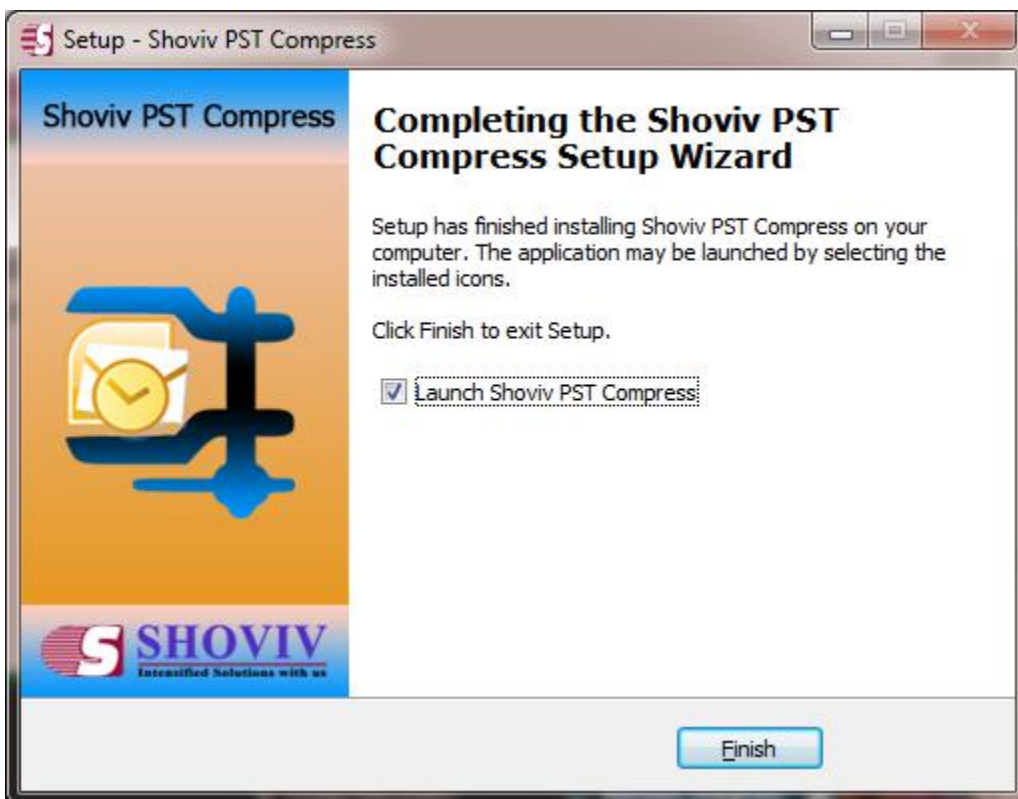 Setup - Shoviv PST Compress
Shoviv PST Compress
Completing the Shoviv PST
Compress Setup Wizard
Setup has finished installing Shoviv PST Compress on your
computer. The application may be launched by selecting the
installed icons.
Click Finish to exit Setup.
Launch Shoviv PST Compress
S SHOVIV
Intensified Solutions with us
Finish